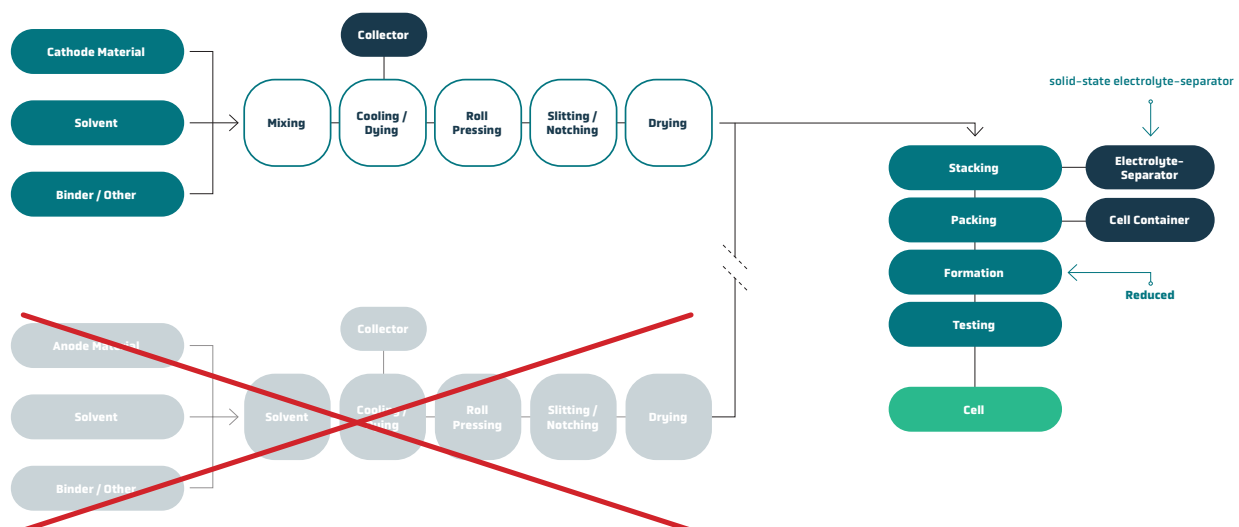 Collector
Cathode Material
solid-state electrolyte-separator
Solvent
Mixing
Cooling /
Dying
Roll
Pressing
Slitting /
Notching
Drying
Binder / Other
Stacking
Electrolyte-
Separator
Packing
Cell Container
Formation
Reduced
Testing
Cell
Collector
Anode Material
Solvent
Solvent
Cooling /
Dying
Roll
Pressing
Slitting /
Notching
Drying
Binder / Other